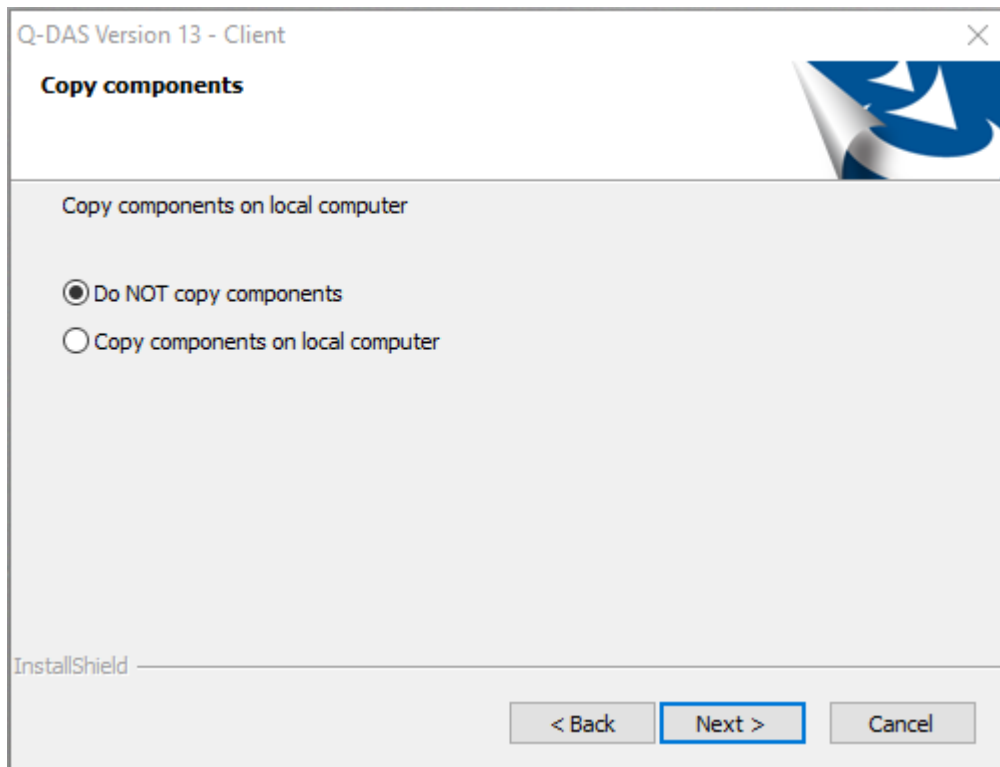 Q-DAS Version 13 - Client
Copy components
Copy components on local computer
Do NOT copy components
Copy components on local computer
InstallShield
< Back
Next >
Cancel